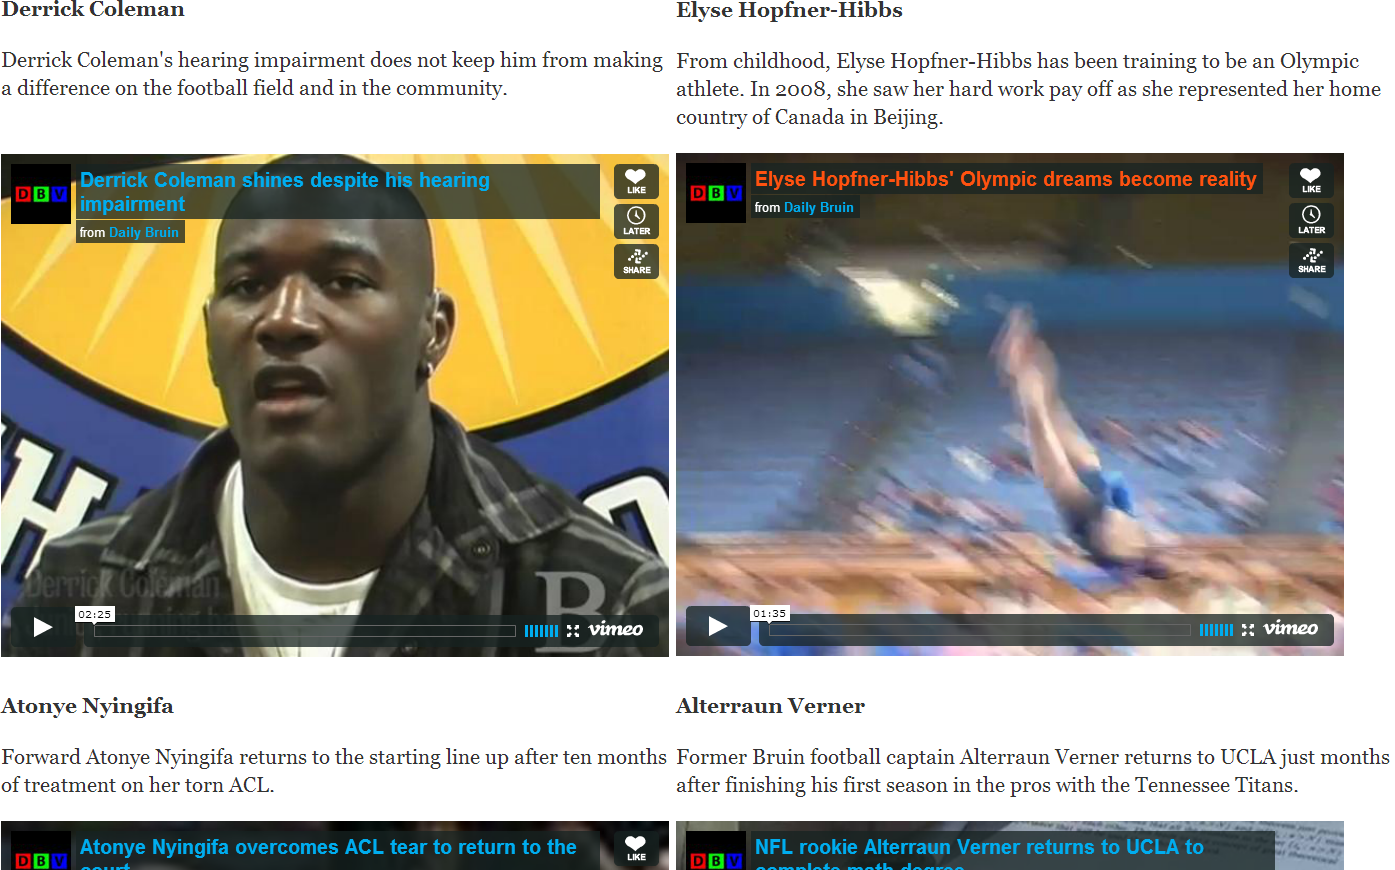 Derrick Coleman
Derrick Coleman's hearing impairment does not keep him from making
a difference on the football field and in the community.
Elyse Hopfner-Hibbs
From childhood, Elyse Hopfner-Hibbs has been training to be an Olympic
athlete. In 2008, she saw her hard work pay off as she represented her home
country of Canada in Beijing.
DBV
Derrick Coleman shines despite his hearing
impairment
from Daily Bruin
LIKE
LATER
SHARE
Derrick Coleman
B
02:25
vimeo
DBV
Elyse Hopfner-Hibbs' Olympic dreams become reality
from Daily Bruin
LIKE
LATER
SHARE
01:35
vimeo
Atonye Nyingifa
Forward Atonye Nyingifa returns to the starting line up after ten months
of treatment on her torn ACL.
Alterraun Verner
Former Bruin football captain Alterraun Verner returns to UCLA just months
after finishing his first season in the pros with the Tennessee Titans.
DBV
Atonye Nyingifa overcomes ACL tear to return to the
court
LIKE
DBV
NFL rookie Alterraun Verner returns to UCLA to
complete math degree